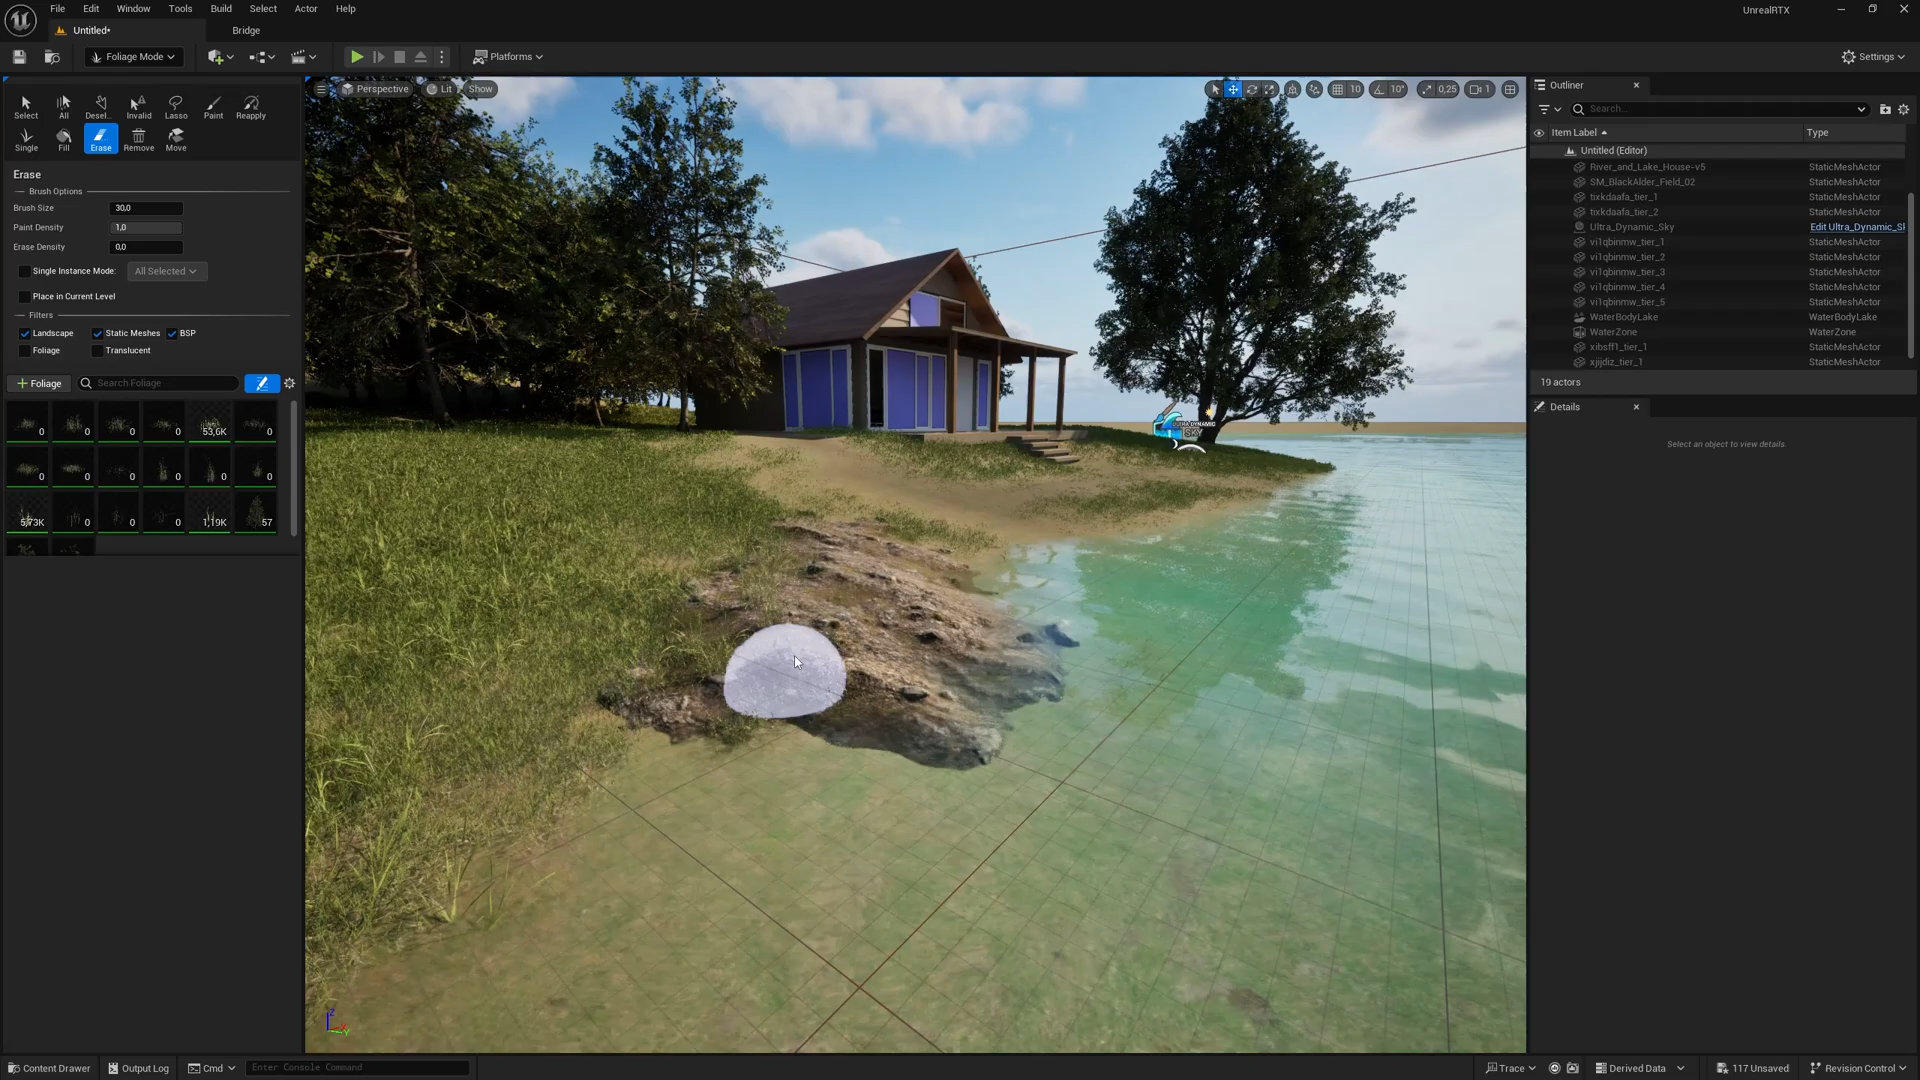 File Edit Window Tools Build Select Actor Help
UnrealRTX
Untitled•
Bridge
Foliage Mode
Platforms
Settings
Select All Desel.. Invalid Lasso Paint Reapply
Single Fill Erase Remove Move
Erase
Brush Options
Brush Size 30,0
Paint Density 1,0
Erase Density 0,0
Single Instance Mode: All Selected
Place in Current Level
Filters
Landscape Static Meshes BSP
Foliage Translucent
+ Foliage Search Foliage
0 0 0 0 53,6K 0
0 0 0 0 0 0
5,73K 0 0 0 1,19K 57
Perspective Lit Show
10 10° 0,25 1
ULTRA DYNAMIC
SKY
Z
X
Y
Outliner
Search...
Item Label Type
Untitled (Editor)
River_and_Lake_House-v5 StaticMeshActor
SM_BlackAlder_Field_02 StaticMeshActor
tixkdaafa_tier_1 StaticMeshActor
tixkdaafa_tier_2 StaticMeshActor
Ultra_Dynamic_Sky Edit Ultra_Dynamic_Sk
vi1qbinmw_tier_1 StaticMeshActor
vi1qbinmw_tier_2 StaticMeshActor
vi1qbinmw_tier_3 StaticMeshActor
vi1qbinmw_tier_4 StaticMeshActor
vi1qbinmw_tier_5 StaticMeshActor
WaterBodyLake WaterBodyLake
WaterZone WaterZone
xibsff1_tier_1 StaticMeshActor
xjijdiz_tier_1 StaticMeshActor
19 actors
Details
Select an object to view details.
Content Drawer Output Log Cmd Enter Console Command
Trace Derived Data 117 Unsaved Revision Control